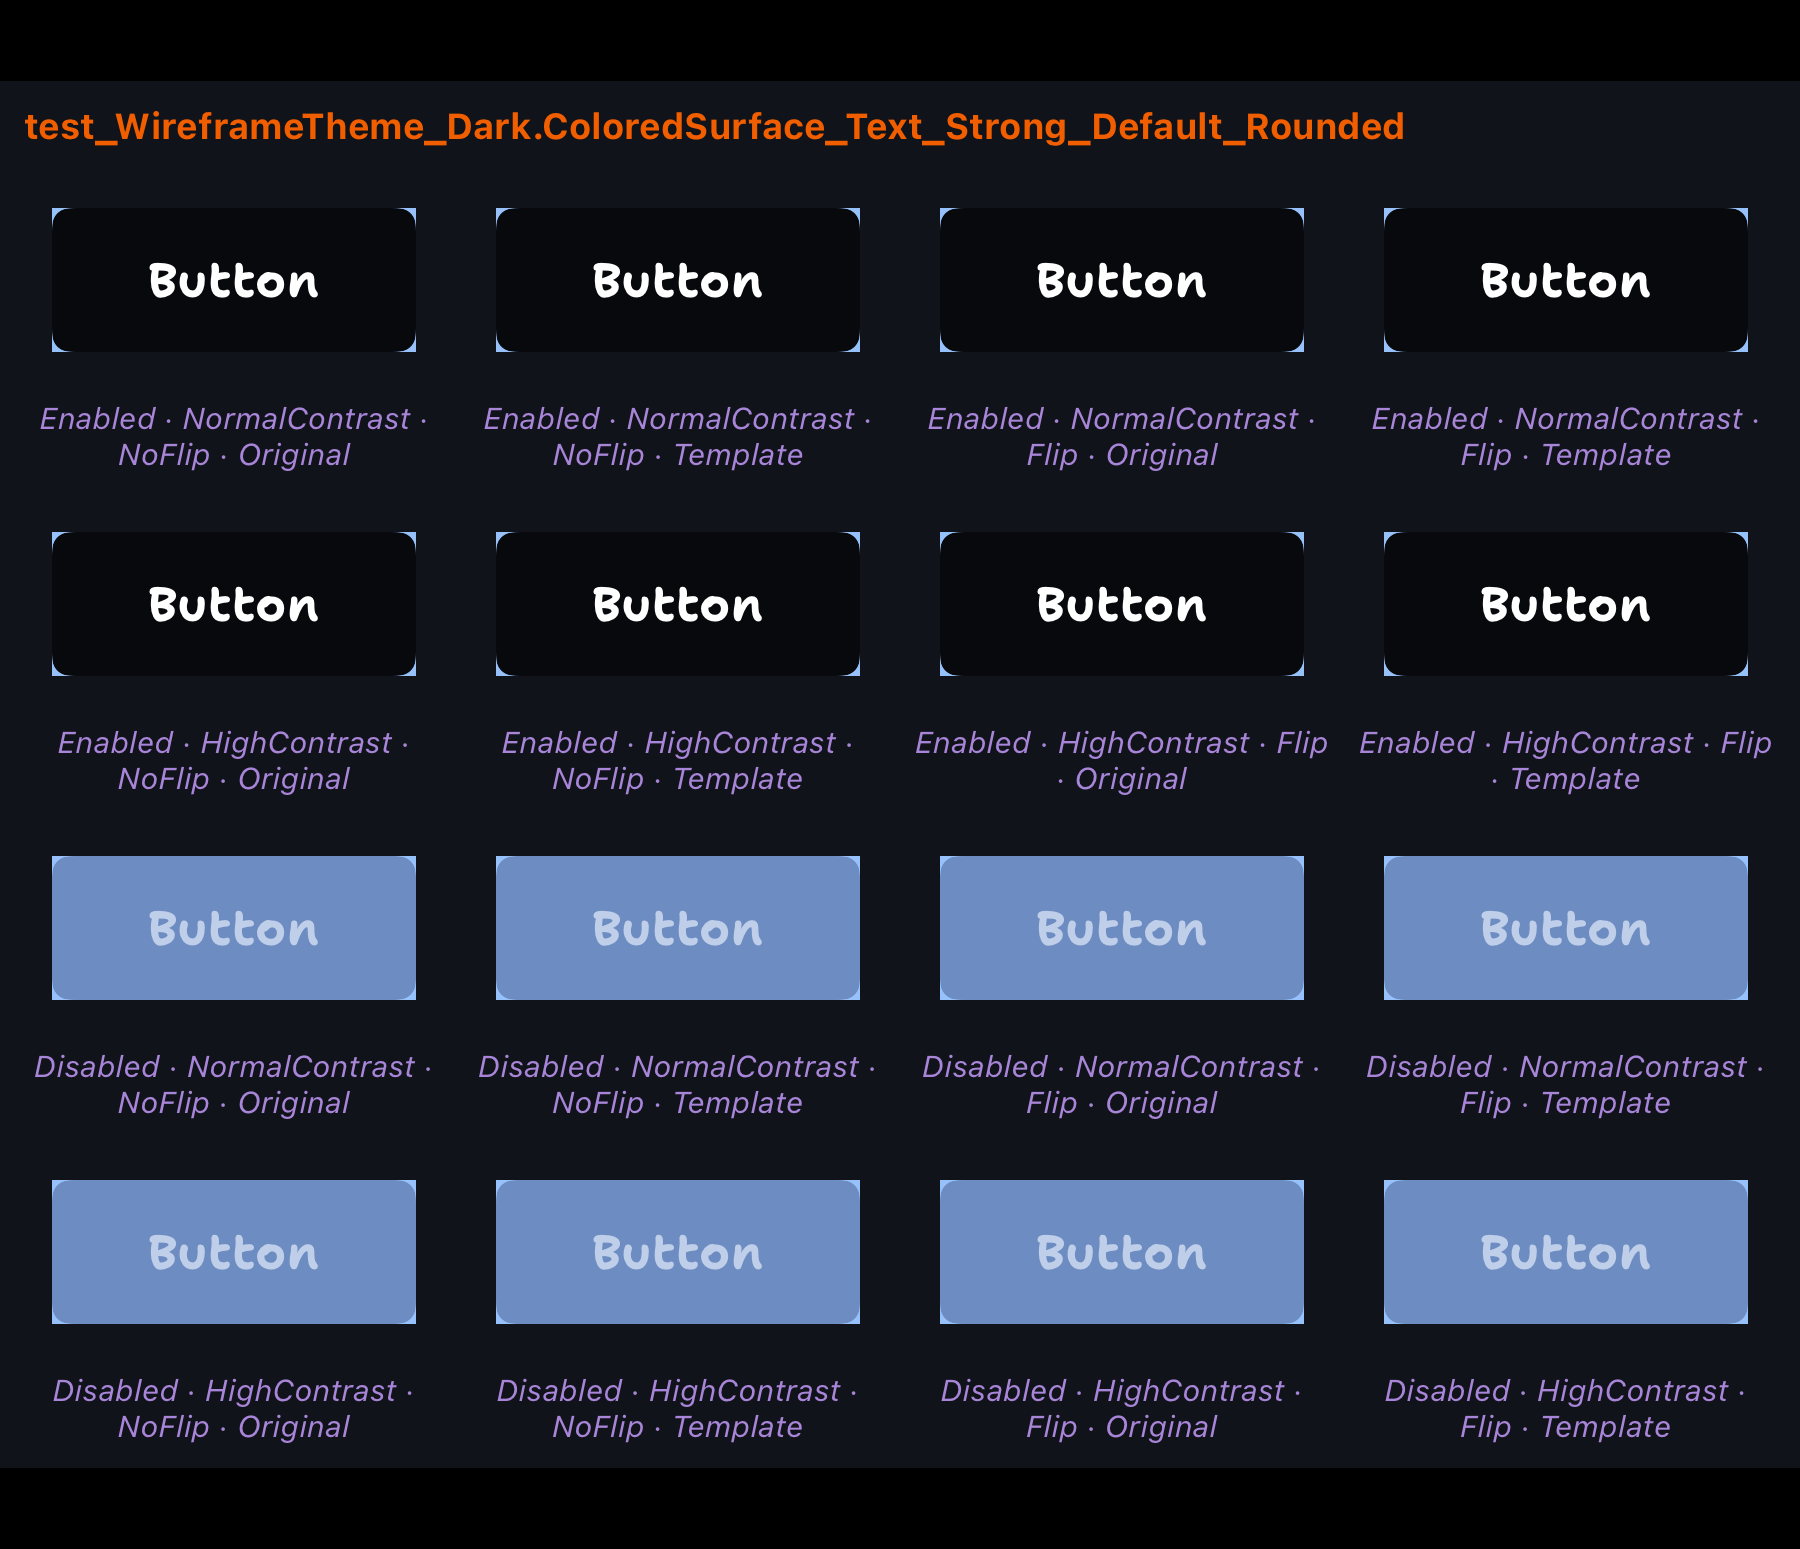 test_WireframeTheme_Dark.ColoredSurface_Text_Strong_Default_Rounded
Button Button Button Button
Enabled · NormalContrast · Enabled · NormalContrast · Enabled · NormalContrast · Enabled · NormalContrast ·
NoFlip · Original NoFlip · Template Flip · Original Flip · Template
Button Button Button Button
Enabled · HighContrast · Enabled · HighContrast · Enabled · HighContrast · Flip Enabled · HighContrast · Flip
NoFlip · Original NoFlip · Template · Original · Template
Button Button Button Button
Disabled · NormalContrast · Disabled · NormalContrast · Disabled · NormalContrast · Disabled · NormalContrast ·
NoFlip · Original NoFlip · Template Flip · Original Flip · Template
Button Button Button Button
Disabled · HighContrast · Disabled · HighContrast · Disabled · HighContrast · Disabled · HighContrast ·
NoFlip · Original NoFlip · Template Flip · Original Flip · Template